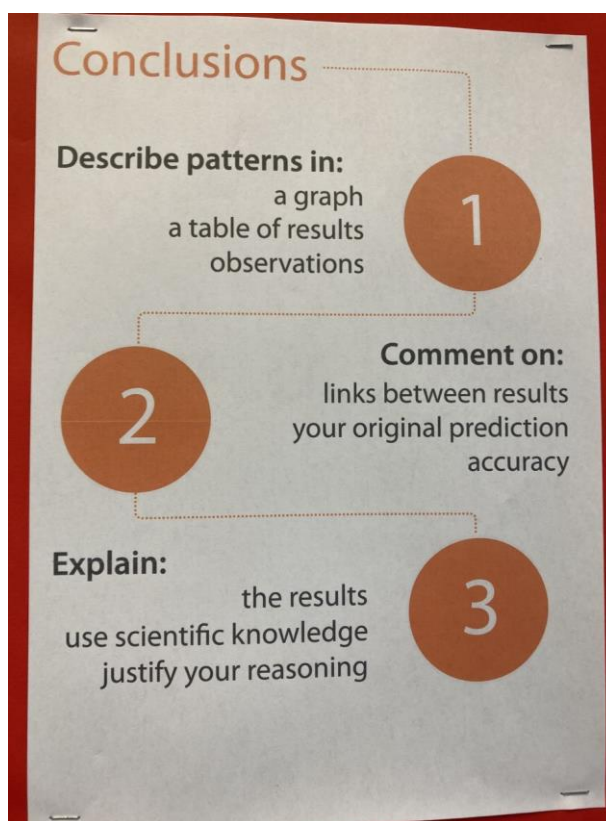 Conclusions
Describe patterns in:
a graph
a table of results
observations
1
Comment on:
links between results
your original prediction
accuracy
2
Explain:
the results
use scientific knowledge
justify your reasoning
3